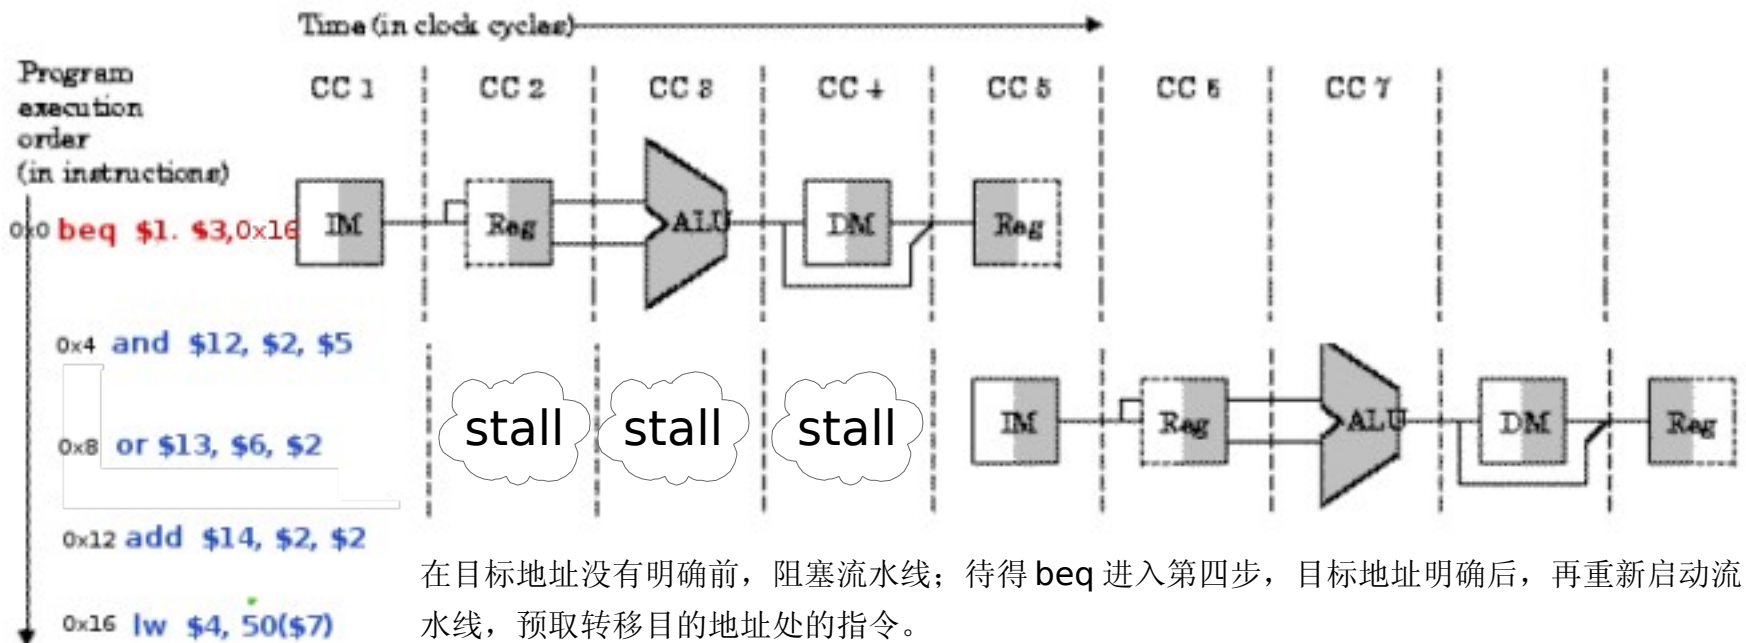 Time (in clock cycles)
Program
execution
order
(in instructions)
CC 1 CC 2 CC 3 CC 4 CC 5 CC 6 CC 7
0x0 beq $1. $3,0x16 IM Reg ALU DM Reg
0x4 and $12, $2, $5
stall stall stall IM Reg ALU DM Reg
0x8 or $13, $6, $2
0x12 add $14, $2, $2
在目标地址没有明确前，阻塞流水线；待得 beq 进入第四步，目标地址明确后，再重新启动流
水线，预取转移目的地址处的指令。
0x16 lw $4, 50($7)